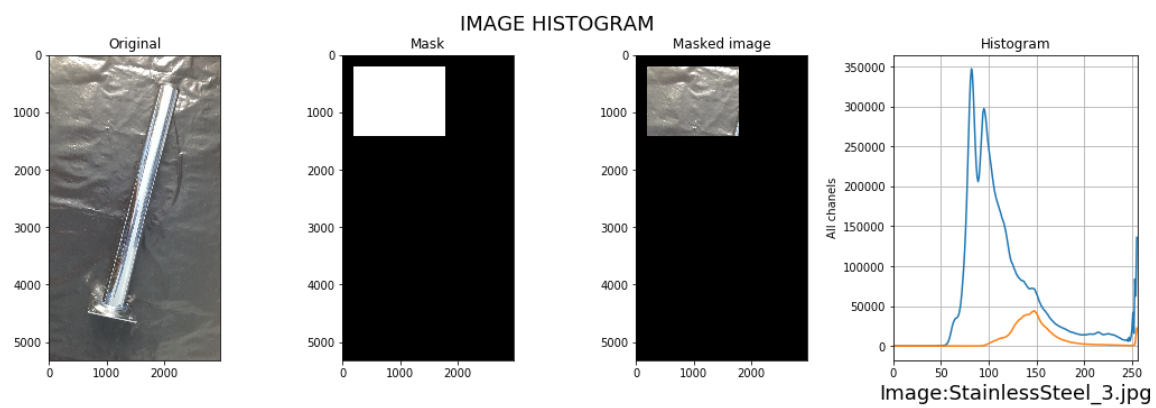 IMAGE HISTOGRAM
Original
Mask
Masked image
Histogram
0
1000
2000
3000
4000
5000
0 1000 2000
0
1000
2000
3000
4000
5000
0 1000 2000
0
1000
2000
3000
4000
5000
0 1000 2000
All chanels
350000
300000
250000
200000
150000
100000
50000
0
0 50 100 150 200 250
Image:StainlessSteel_3.jpg